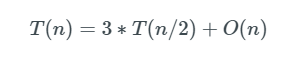 T(n) = 3 ∗ T(n/2) + O(n)